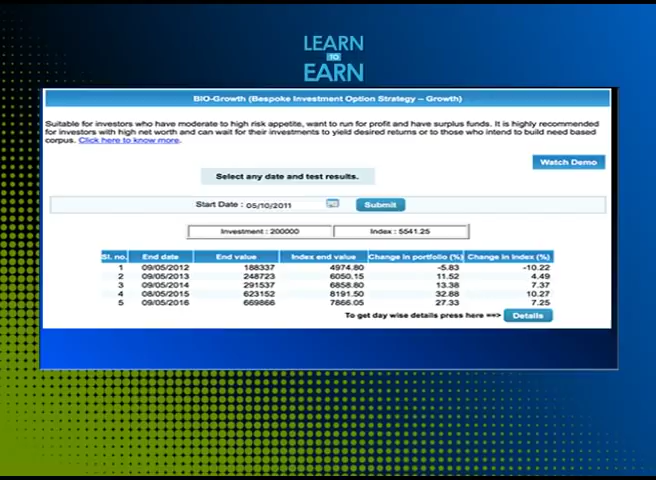 LEARN
TO
EARN
BIO-Growth (Bespoke Investment Option Strategy – Growth)
Suitable for investors who have moderate to high risk appetite, want to run for profit and have surplus funds. It is highly recommended
for investors with high net worth and can wait for their investments to yield desired returns or to those who intend to build need based
corpus. Click here to know more.
Watch Demo
Select any date and test results.
Start Date : 05/10/2011 Submit
Investment : 200000 Index : 5541.25
Sl. no. End date End value Index end value Change in portfolio (%) Change in Index (%)
1 09/05/2012 188337 4974.80 -5.83 -10.22
2 09/05/2013 248723 6050.15 11.52 4.49
3 09/05/2014 291537 6858.80 13.38 7.37
4 08/05/2015 623152 8191.50 32.88 10.27
5 09/05/2016 669866 7866.05 27.33 7.25
To get day wise details press here ==> Details